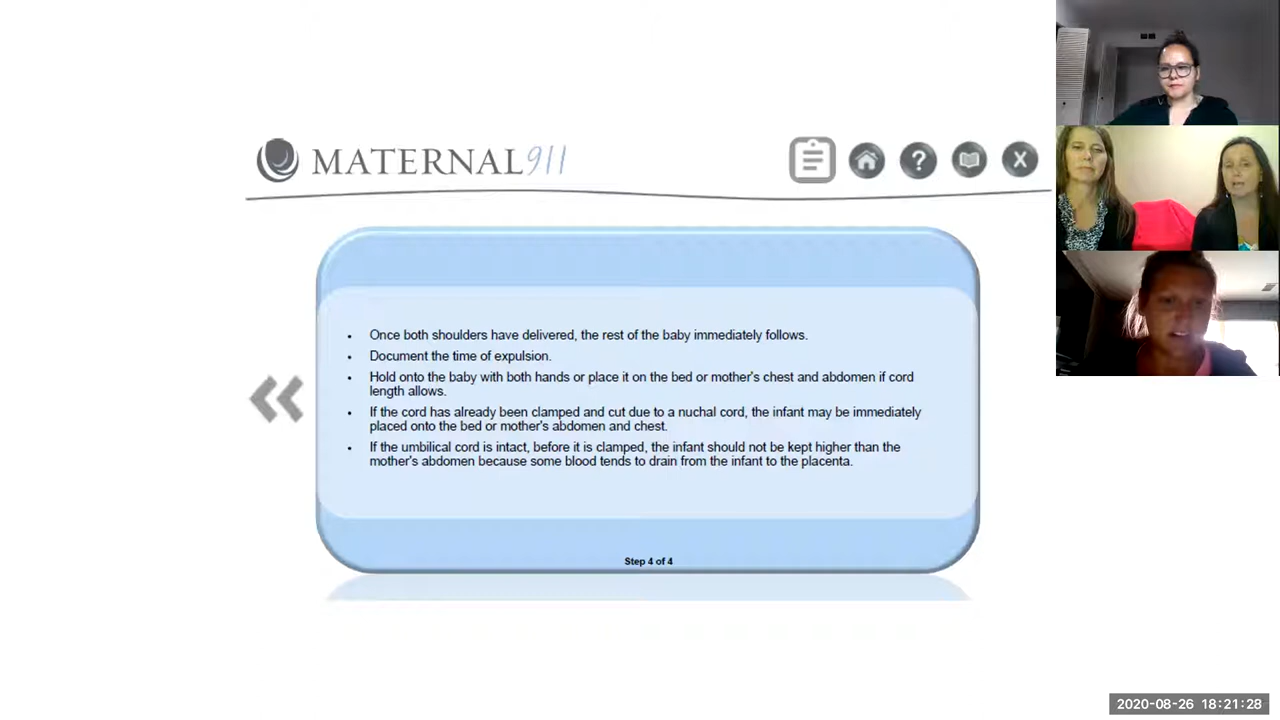 MATERNAL911
• Once both shoulders have delivered, the rest of the baby immediately follows.
• Document the time of expulsion.
• Hold onto the baby with both hands or place it on the bed or mother's chest and abdomen if cord
length allows.
• If the cord has already been clamped and cut due to a nuchal cord, the infant may be immediately
placed onto the bed or mother's abdomen and chest.
• If the umbilical cord is intact, before it is clamped, the infant should not be kept higher than the
mother's abdomen because some blood tends to drain from the infant to the placenta.
Step 4 of 4
2020-08-26 18:21:28